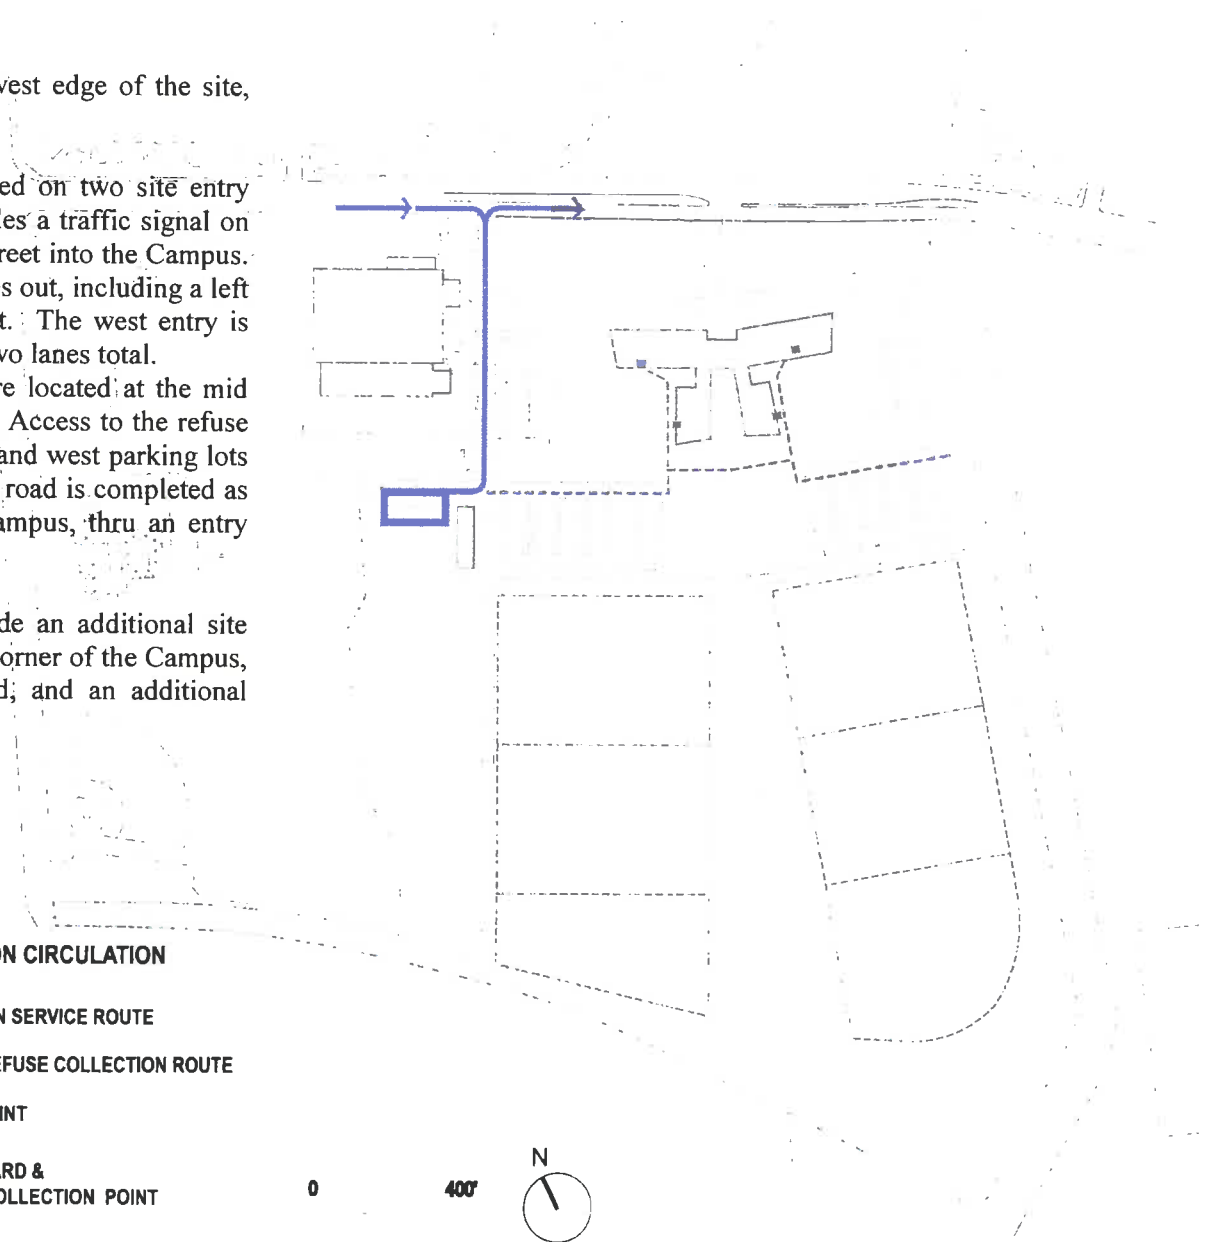 west edge of the site,
ed on two site entry
es a traffic signal on
reet into the Campus.
s out, including a left
t. The west entry is
vo lanes total.
re located at the mid
Access to the refuse
and west parking lots
road is completed as
ampus, thru an entry
de an additional site
orner of the Campus,
d, and an additional
ON CIRCULATION
N SERVICE ROUTE
EFUSE COLLECTION ROUTE
INT
ARD &
OLLECTION POINT
0 400'
N